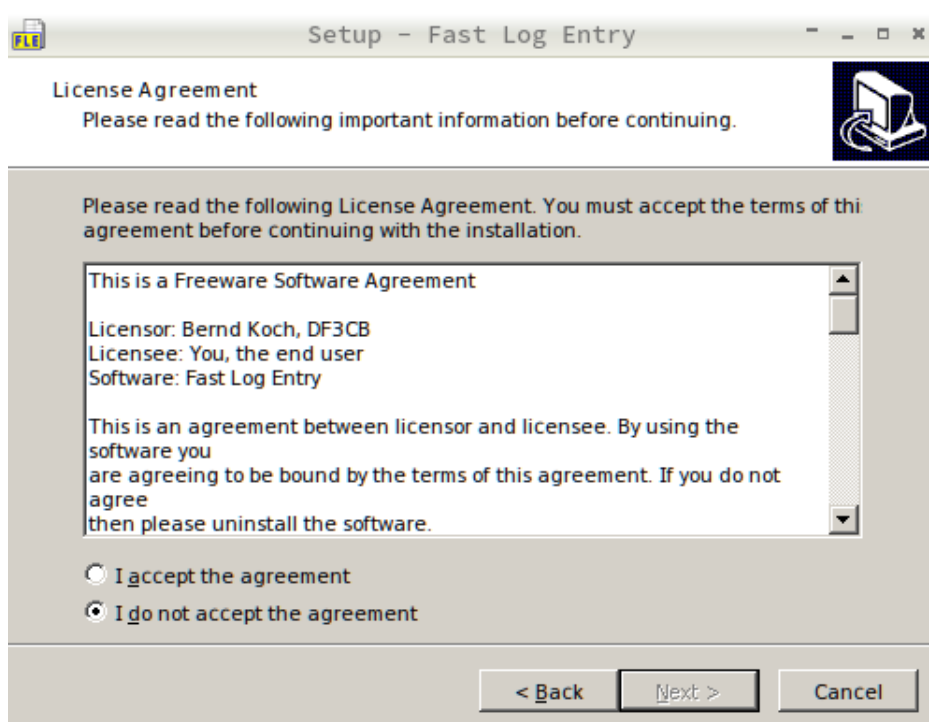 FLE
Setup – Fast Log Entry
License Agreement
Please read the following important information before continuing.
Please read the following License Agreement. You must accept the terms of thi
agreement before continuing with the installation.
This is a Freeware Software Agreement
Licensor: Bernd Koch, DF3CB
Licensee: You, the end user
Software: Fast Log Entry
This is an agreement between licensor and licensee. By using the
software you
are agreeing to be bound by the terms of this agreement. If you do not
agree
then please uninstall the software.
I accept the agreement
I do not accept the agreement
< Back
Next >
Cancel